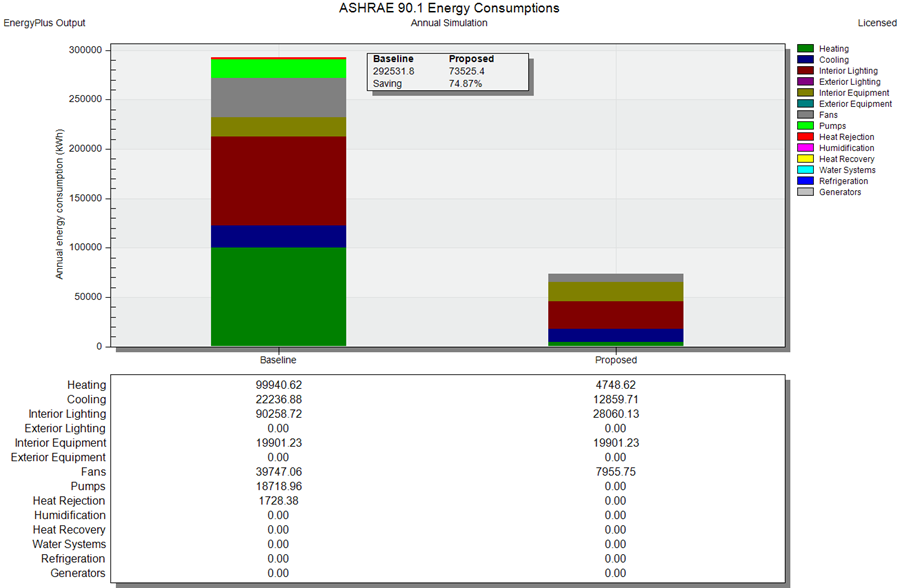 ASHRAE 90.1 Energy Consumptions
EnergyPlus Output Annual Simulation Licensed
Baseline Proposed
292531.8 73525.4
Saving 74.87%
Annual energy consumption (kWh)
300000
250000
200000
150000
100000
50000
0
Baseline Proposed
Heating
Cooling
Interior Lighting
Exterior Lighting
Interior Equipment
Exterior Equipment
Fans
Pumps
Heat Rejection
Humidification
Heat Recovery
Water Systems
Refrigeration
Generators
Heating 99940.62 4748.62
Cooling 22236.88 12859.71
Interior Lighting 90258.72 28060.13
Exterior Lighting 0.00 0.00
Interior Equipment 19901.23 19901.23
Exterior Equipment 0.00 0.00
Fans 39747.06 7955.75
Pumps 18718.96 0.00
Heat Rejection 1728.38 0.00
Humidification 0.00 0.00
Heat Recovery 0.00 0.00
Water Systems 0.00 0.00
Refrigeration 0.00 0.00
Generators 0.00 0.00